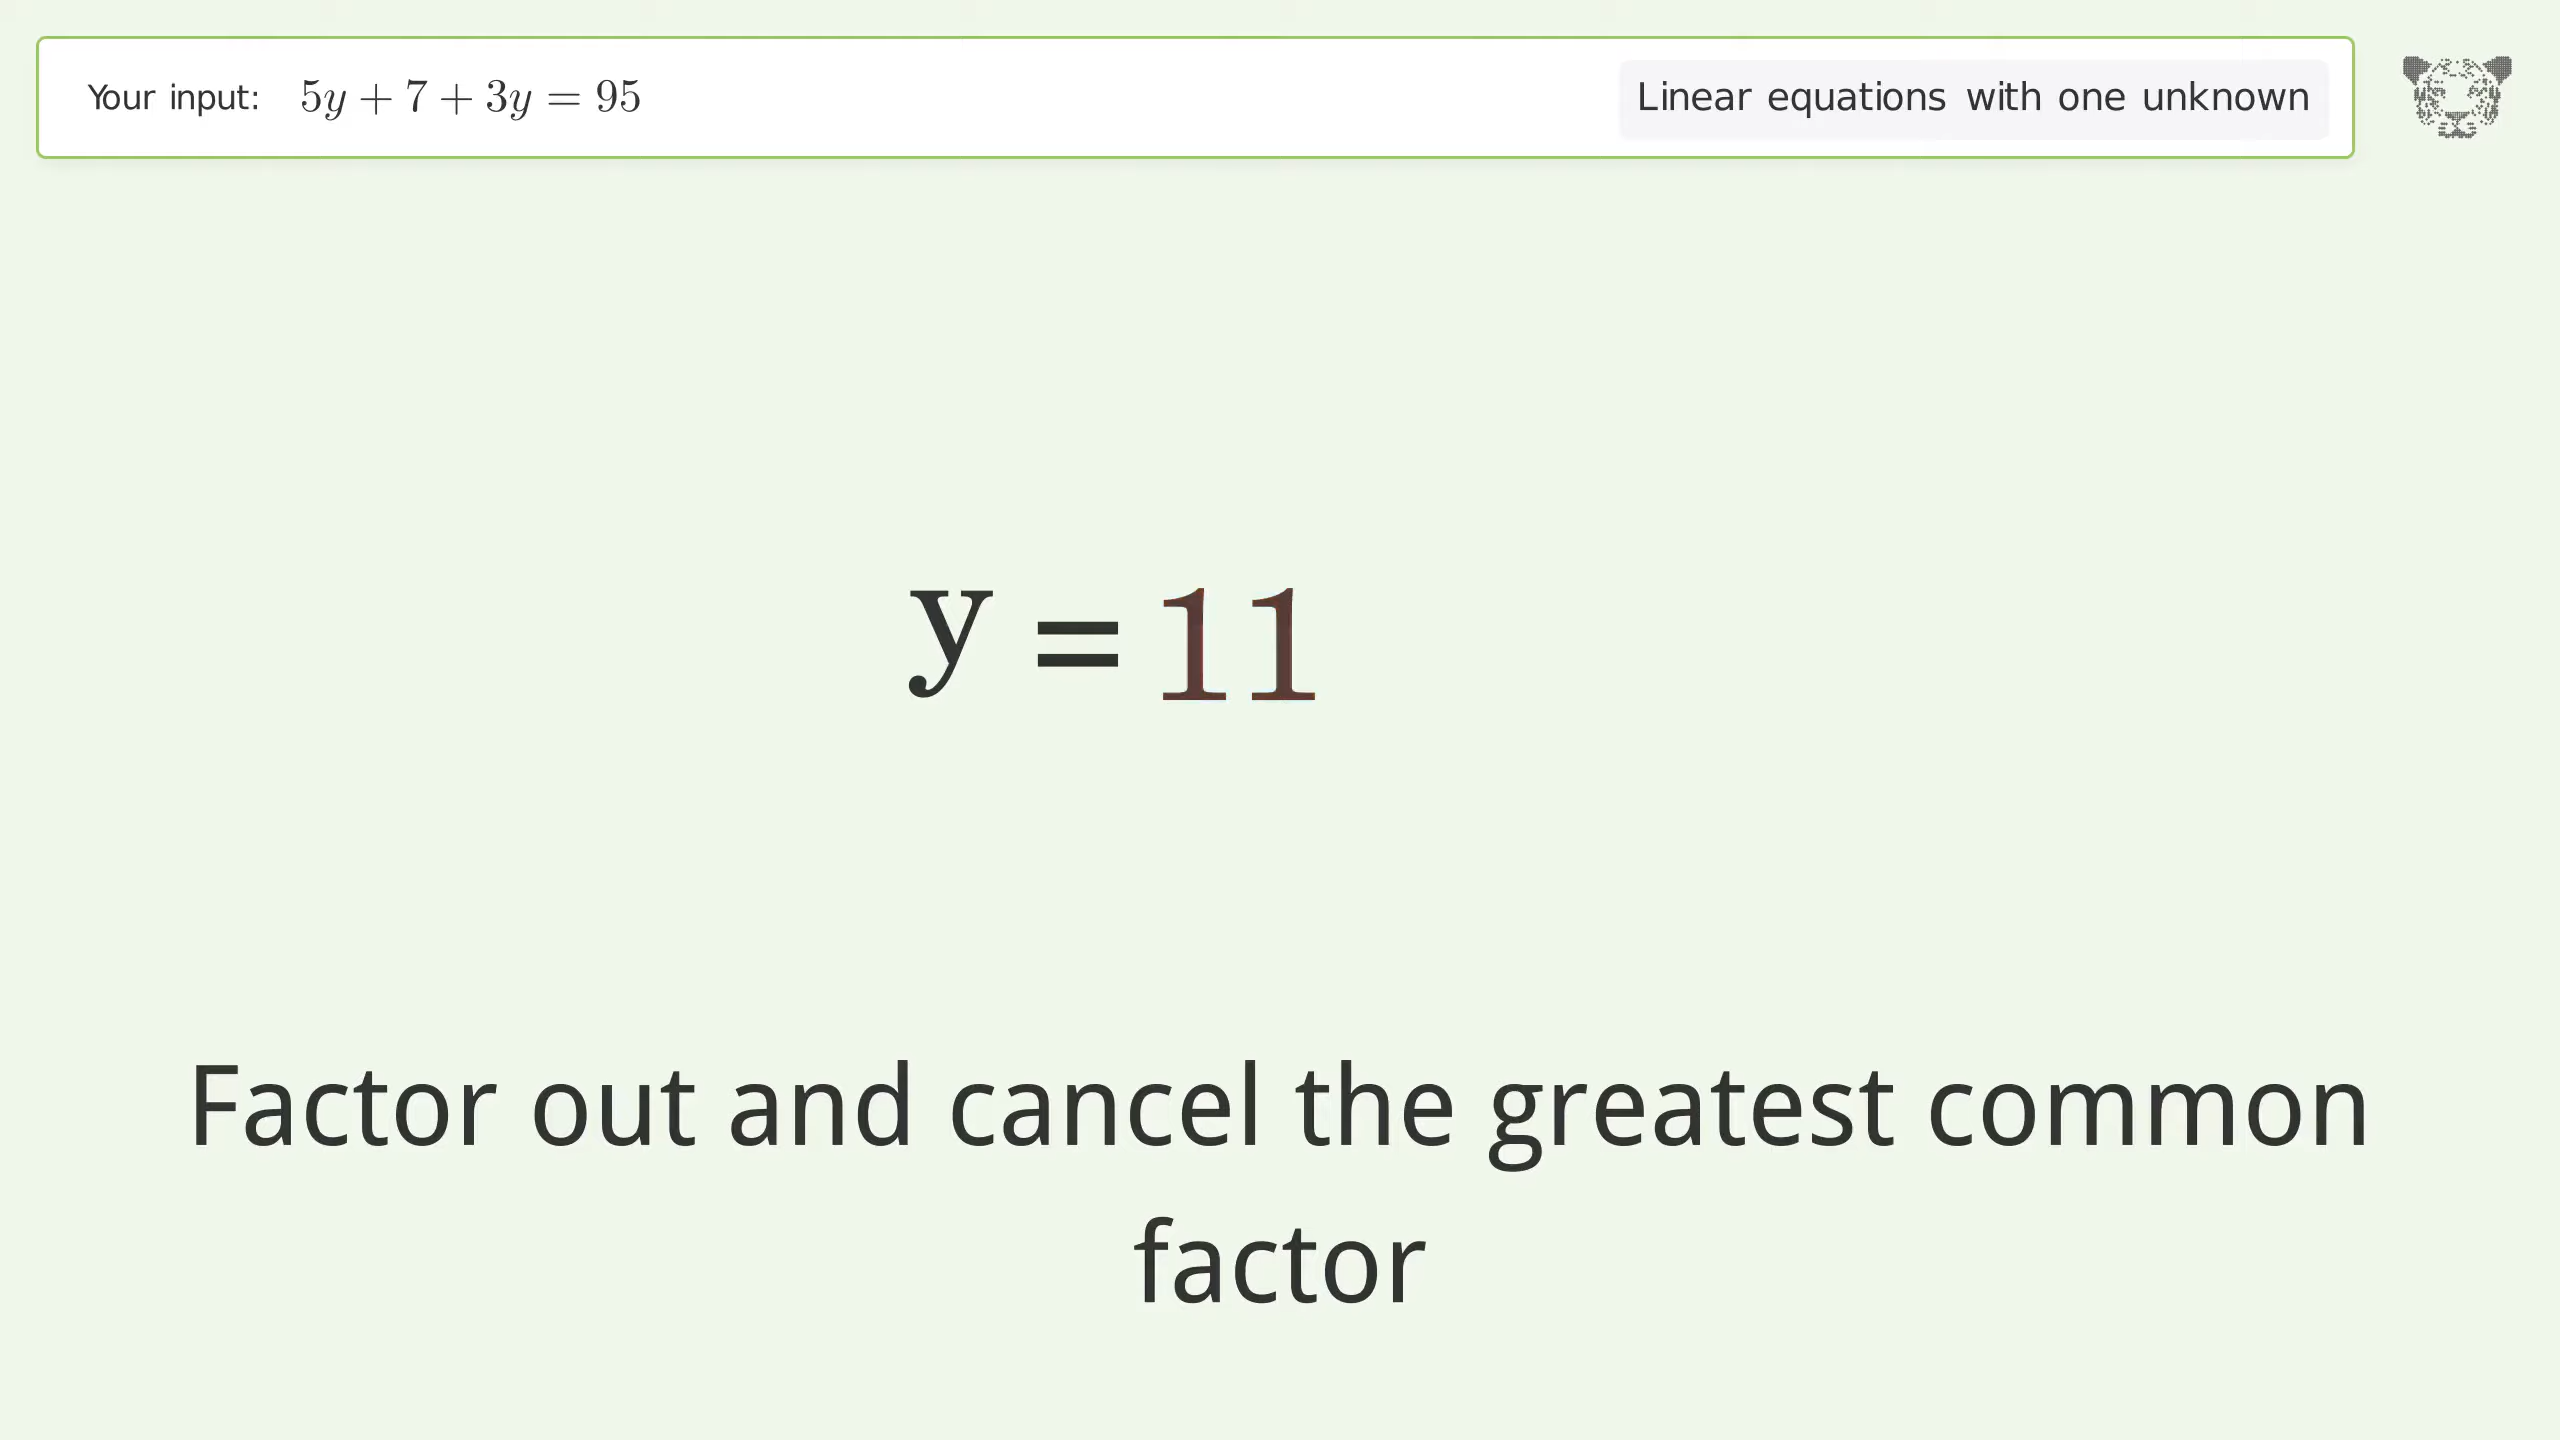 Your input: 5y + 7 + 3y = 95
Linear equations with one unknown
y = 11
Factor out and cancel the greatest common
factor